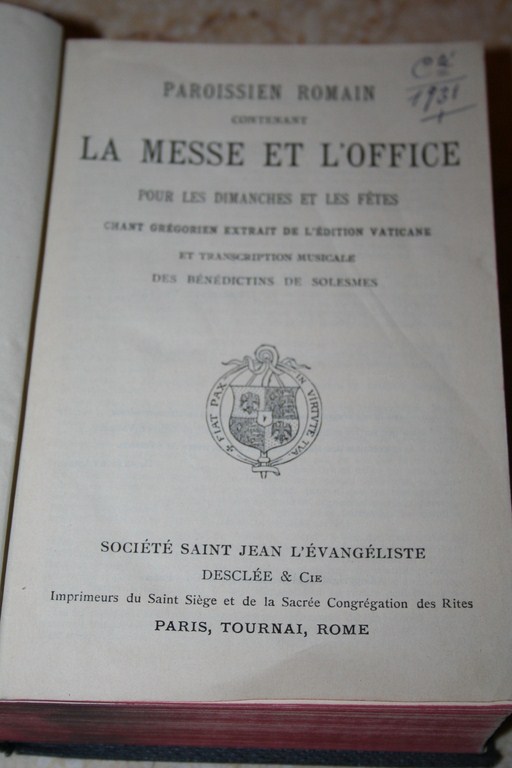 1931
PAROISSIEN ROMAIN
CONTENANT
LA MESSE ET L'OFFICE
POUR LES DIMANCHES ET LES FÊTES
CHANT GRÉGORIEN EXTRAIT DE L'ÉDITION VATICANE
ET TRANSCRIPTION MUSICALE
DES BÉNÉDICTINS DE SOLESMES
✠ FIAT PAX IN VIRTVTE TVA
SOCIÉTÉ SAINT JEAN L'ÉVANGÉLISTE
DESCLÉE & CIE
Imprimeurs du Saint Siège et de la Sacrée Congrégation des Rites
PARIS, TOURNAI, ROME